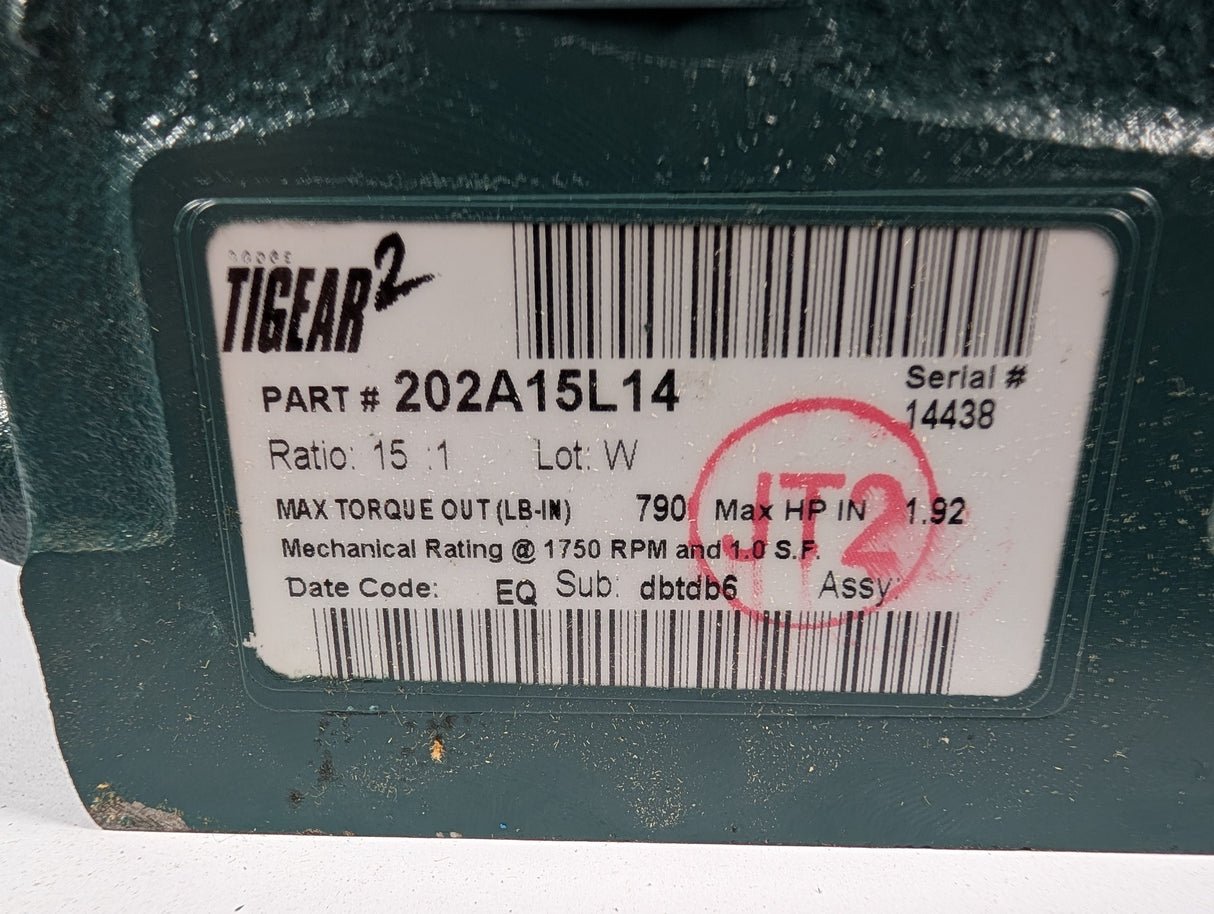 DODGE
TIGEAR2
PART # 202A15L14
Serial #
14438
Ratio: 15 :1 Lot: W
MAX TORQUE OUT (LB-IN) 790 Max HP IN 1.92
Mechanical Rating @ 1750 RPM and 1.0 S.F.
Date Code: EQ Sub: dbtdb6 Assy:
JT2